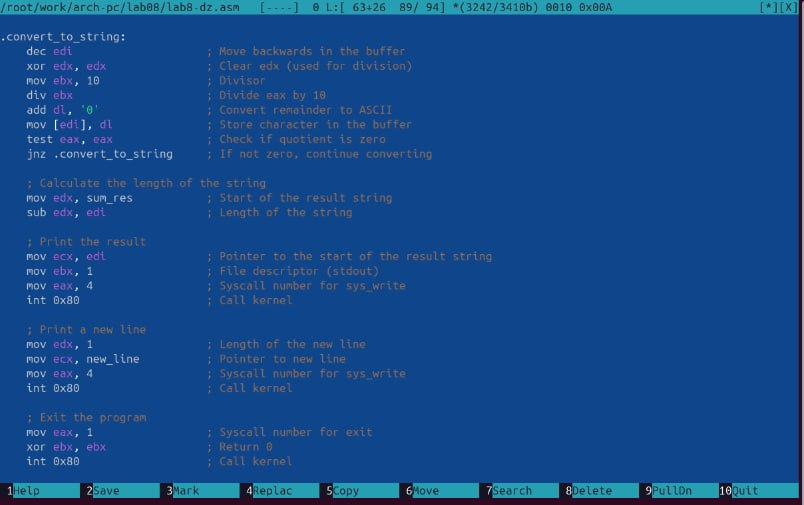 /root/work/arch-pc/lab08/lab8-dz.asm   [----]  0 L:[ 63+26  89/ 94] *(3242/3410b) 0010 0x00A   [*][X]
.convert_to_string:
    dec edi                    ; Move backwards in the buffer
    xor edx, edx               ; Clear edx (used for division)
    mov ebx, 10                ; Divisor
    div ebx                    ; Divide eax by 10
    add dl, '0'                ; Convert remainder to ASCII
    mov [edi], dl              ; Store character in the buffer
    test eax, eax              ; Check if quotient is zero
    jnz .convert_to_string     ; If not zero, continue converting
    ; Calculate the length of the string
    mov edx, sum_res           ; Start of the result string
    sub edx, edi               ; Length of the string
    ; Print the result
    mov ecx, edi               ; Pointer to the start of the result string
    mov ebx, 1                 ; File descriptor (stdout)
    mov eax, 4                 ; Syscall number for sys_write
    int 0x80                   ; Call kernel
    ; Print a new line
    mov edx, 1                 ; Length of the new line
    mov ecx, new_line          ; Pointer to new line
    mov eax, 4                 ; Syscall number for sys_write
    int 0x80                   ; Call kernel
    ; Exit the program
    mov eax, 1                 ; Syscall number for exit
    xor ebx, ebx               ; Return 0
    int 0x80                   ; Call kernel
1Help 2Save 3Mark 4Replac 5Copy 6Move 7Search 8Delete 9PullDn 10Quit